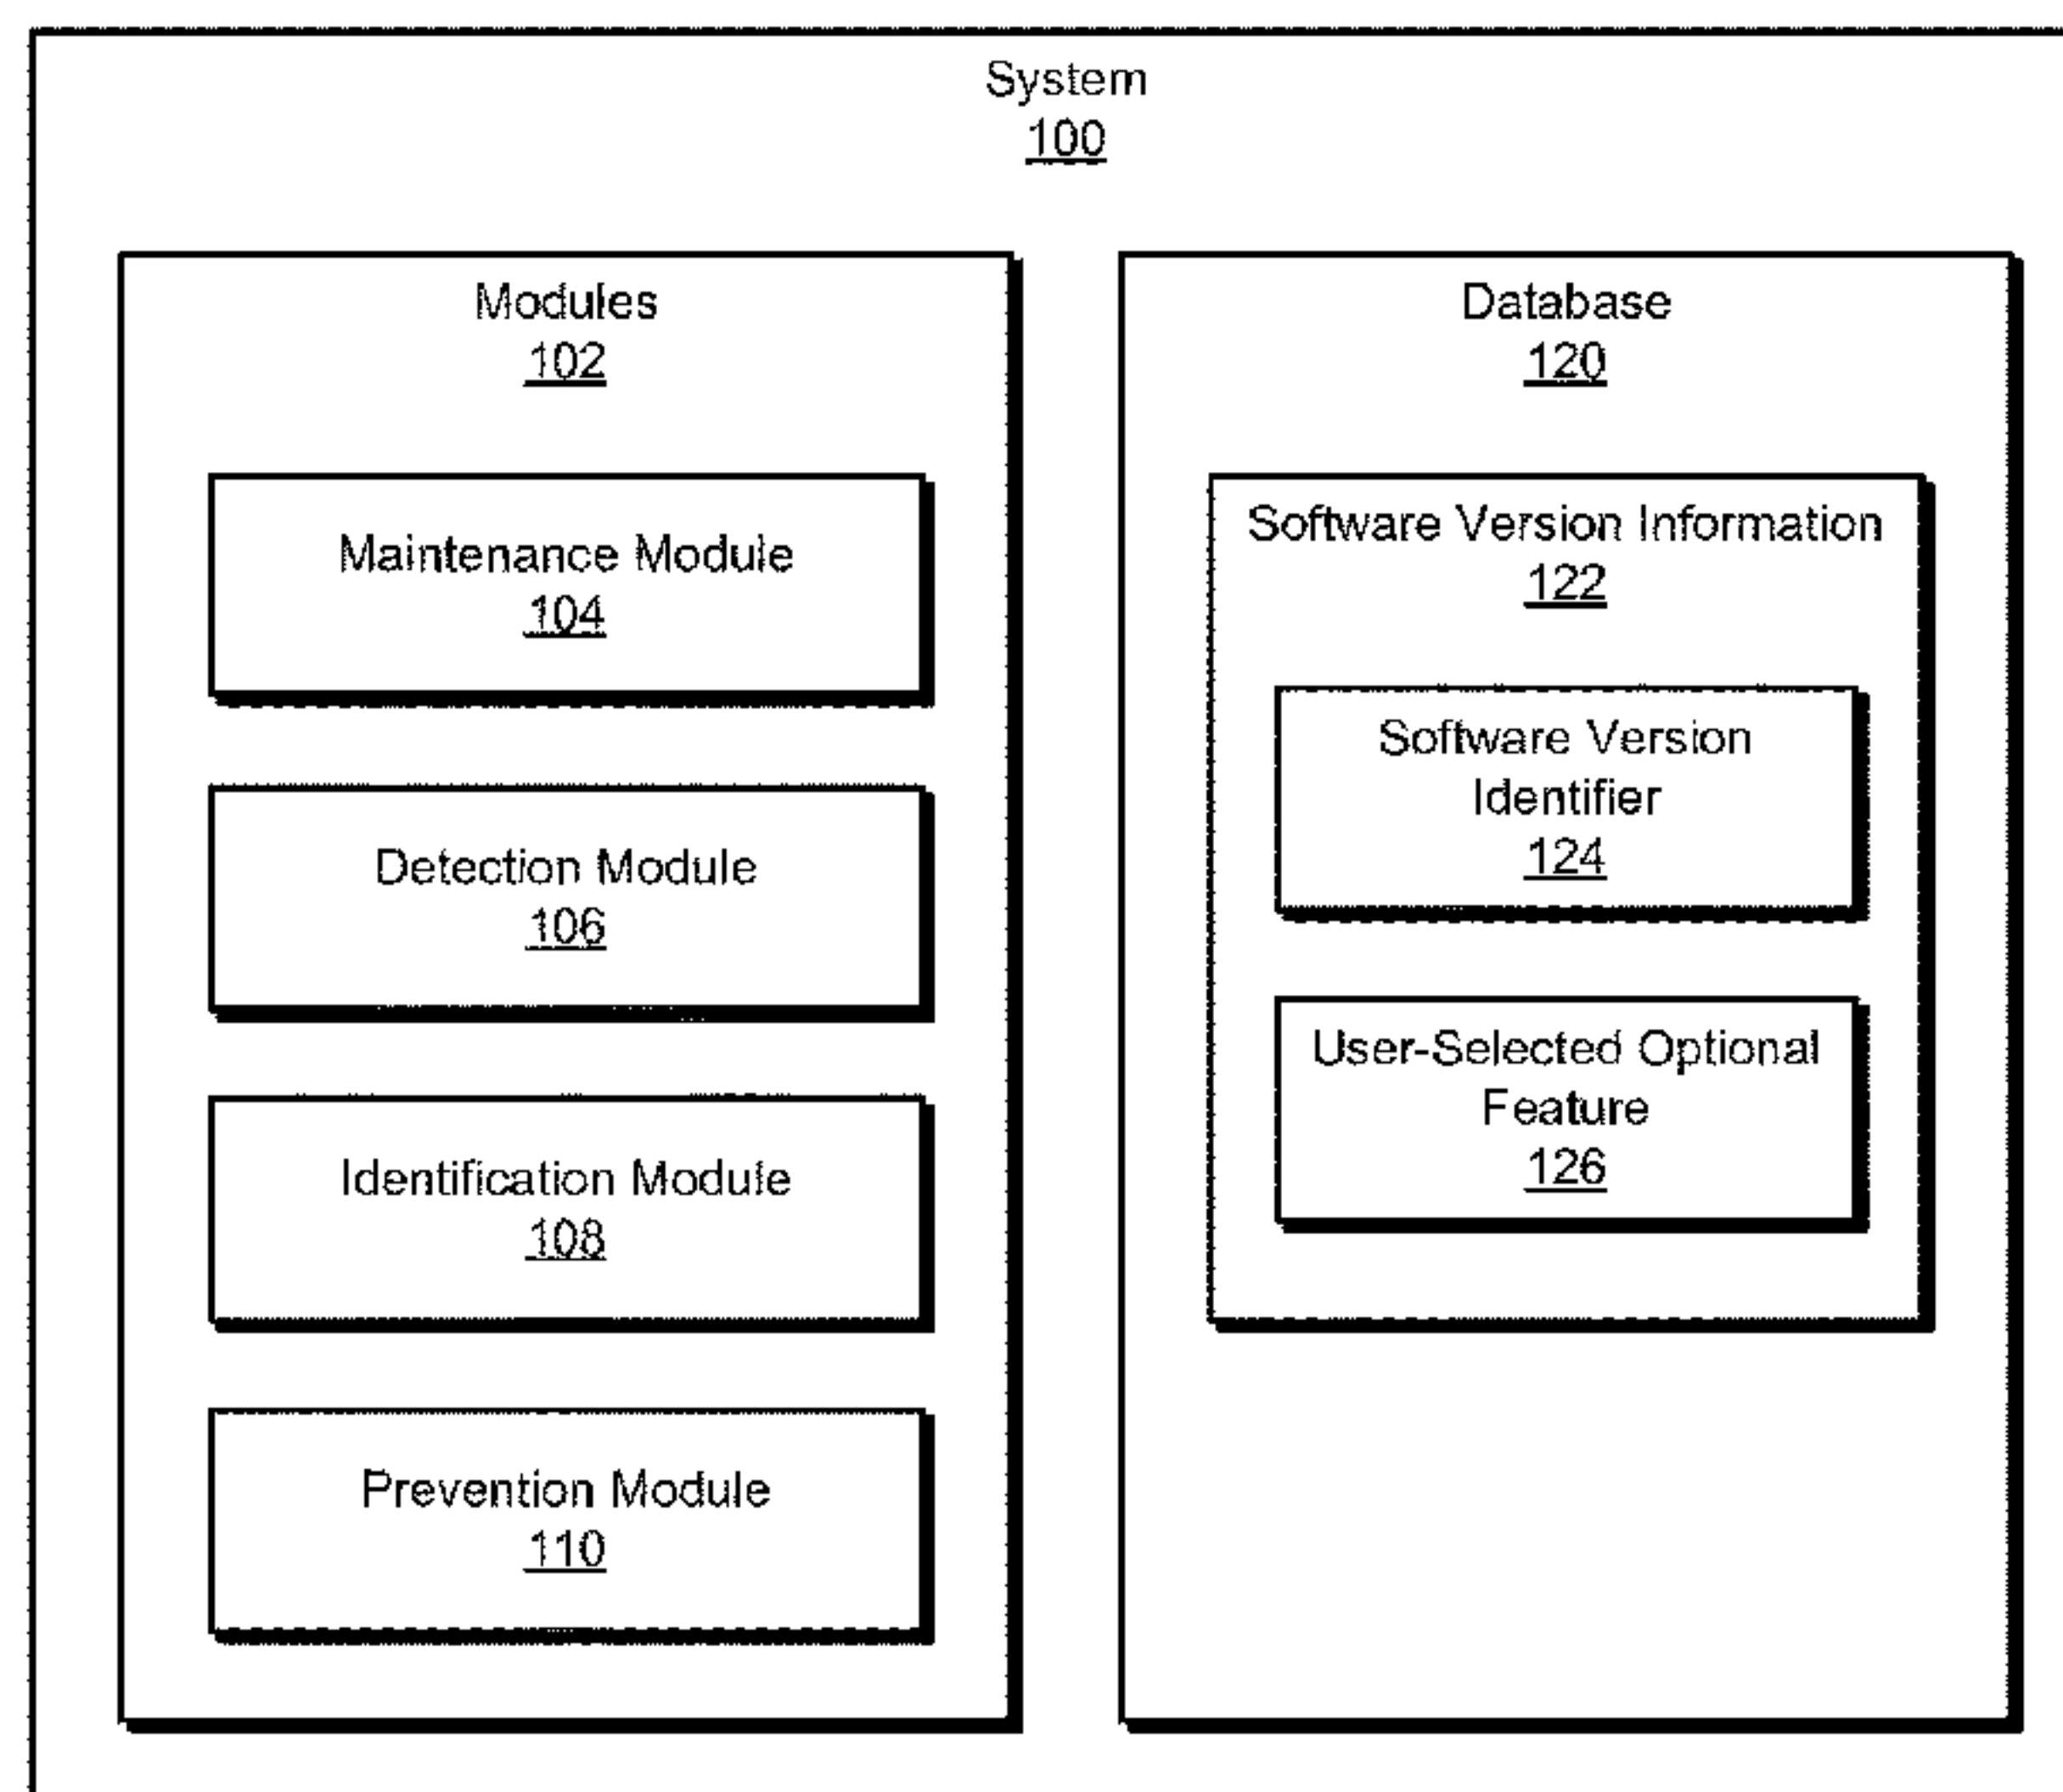 System
100
Modules
102
Maintenance Module
104
Detection Module
106
Identification Module
108
Prevention Module
110
Database
120
Software Version Information
122
Software Version
Identifier
124
User-Selected Optional
Feature
126